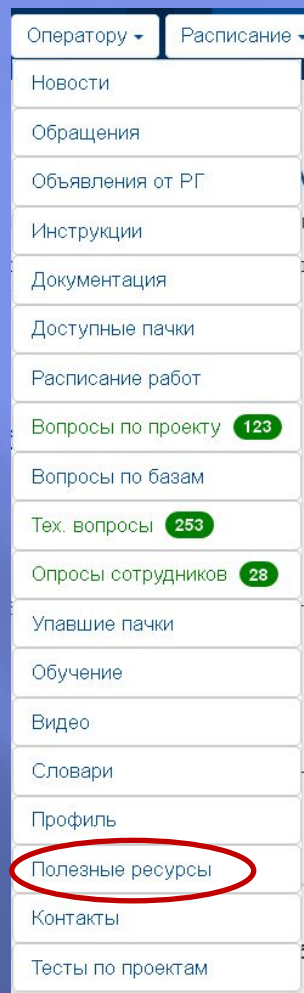 Оператору
Расписание
Новости
Обращения
Объявления от РГ
Инструкции
Документация
Доступные пачки
Расписание работ
Вопросы по проекту 123
Вопросы по базам
Тех. вопросы 253
Опросы сотрудников 28
Упавшие пачки
Обучение
Видео
Словари
Профиль
Полезные ресурсы
Контакты
Тесты по проектам